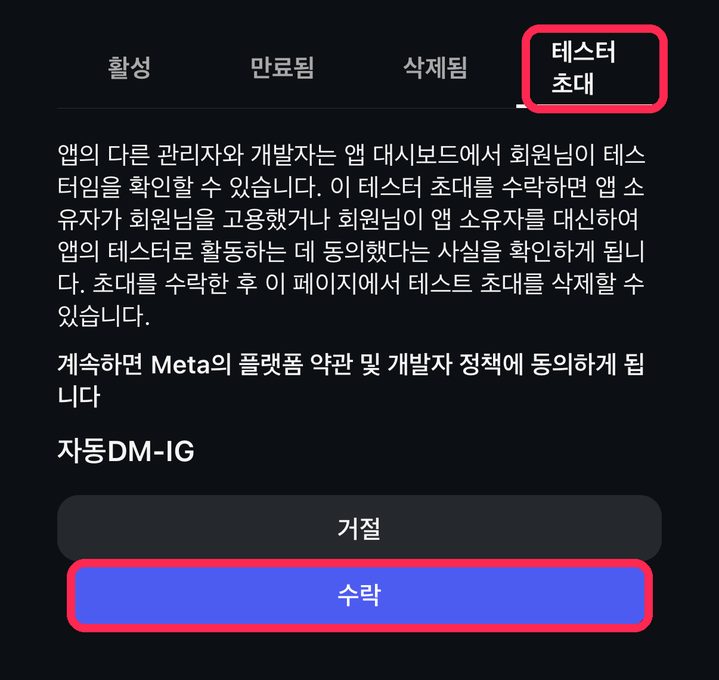 활성
만료됨
삭제됨
테스터
초대
앱의 다른 관리자와 개발자는 앱 대시보드에서 회원님이 테스
터임을 확인할 수 있습니다. 이 테스터 초대를 수락하면 앱 소
유자가 회원님을 고용했거나 회원님이 앱 소유자를 대신하여
앱의 테스터로 활동하는 데 동의했다는 사실을 확인하게 됩니
다. 초대를 수락한 후 이 페이지에서 테스트 초대를 삭제할 수
있습니다.
계속하면 Meta의 플랫폼 약관 및 개발자 정책에 동의하게 됩
니다
자동DM-IG
거절
수락